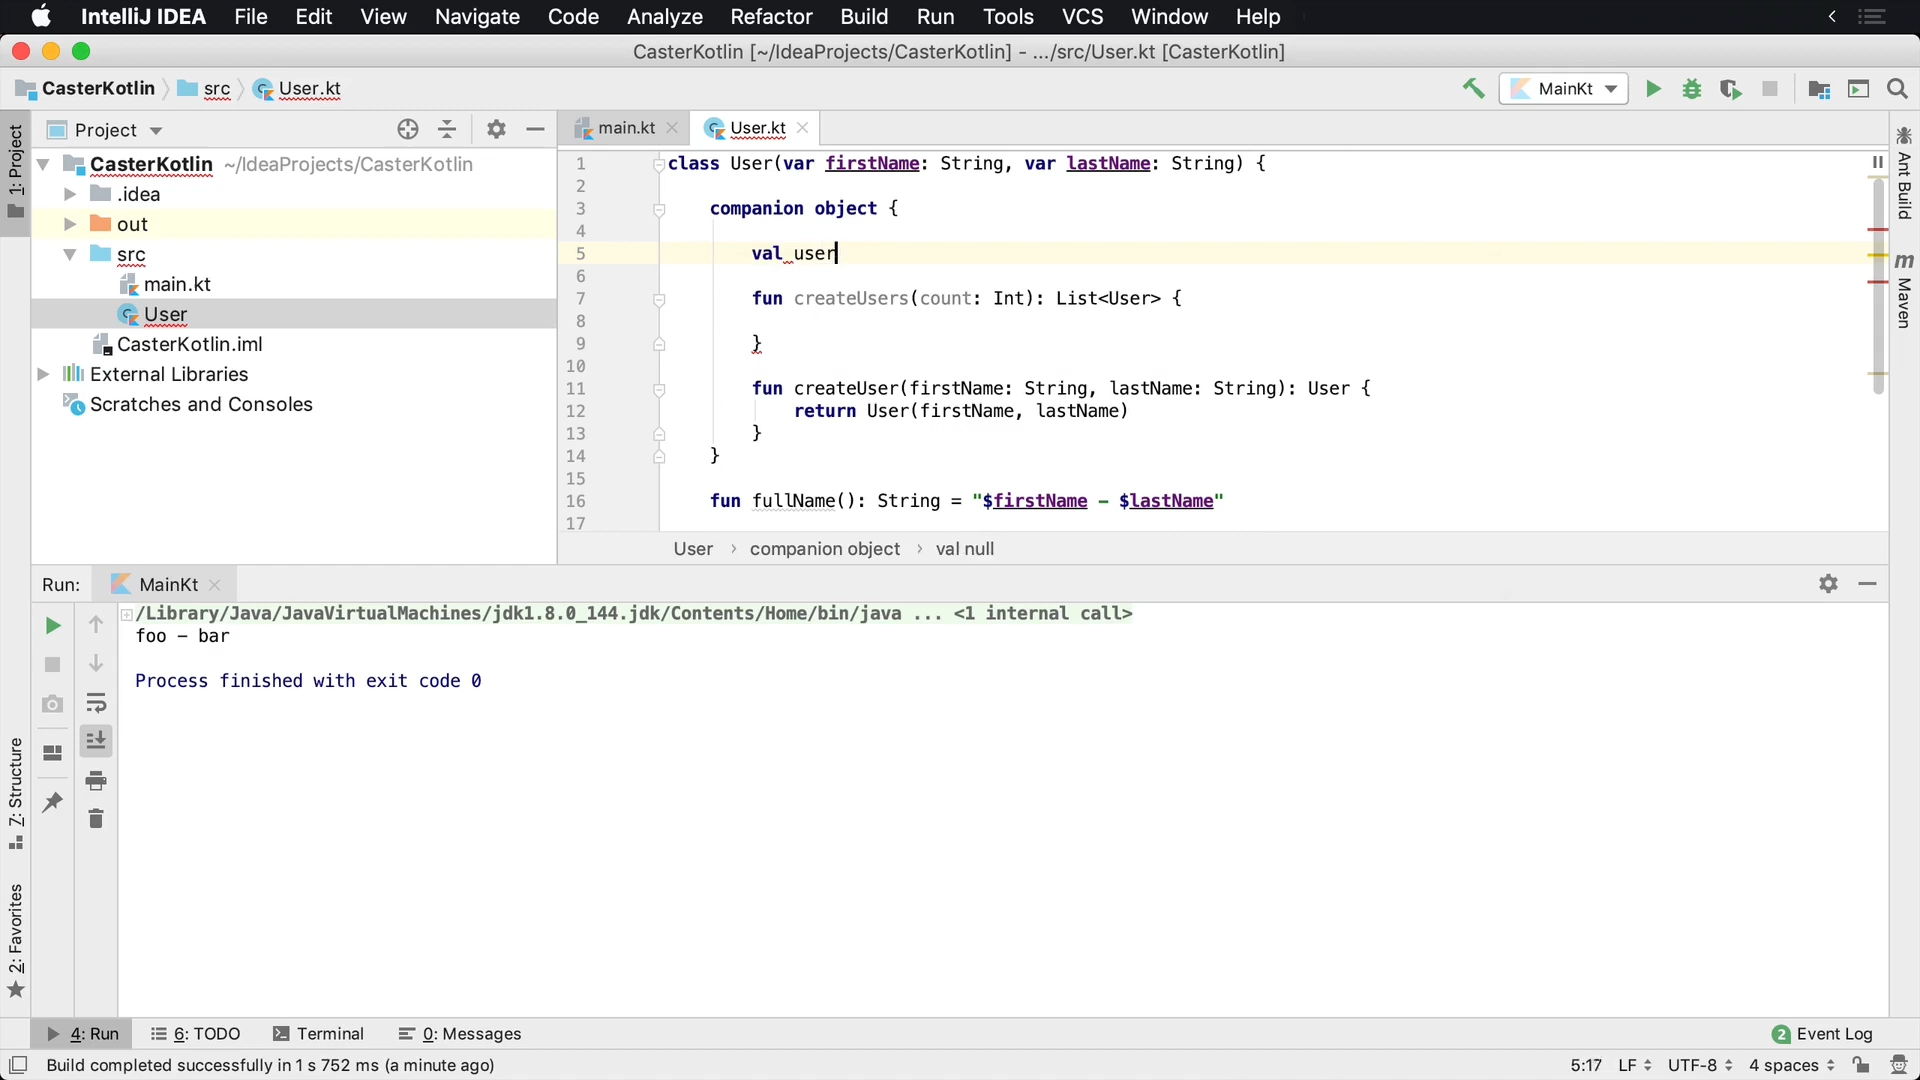 IntelliJ IDEA File Edit View Navigate Code Analyze Refactor Build Run Tools VCS Window Help
CasterKotlin [~/IdeaProjects/CasterKotlin] - .../src/User.kt [CasterKotlin]
CasterKotlin src User.kt
MainKt
1: Project
Project
main.kt
User.kt
CasterKotlin ~/IdeaProjects/CasterKotlin
.idea
out
src
main.kt
User
CasterKotlin.iml
External Libraries
Scratches and Consoles
1 class User(var firstName: String, var lastName: String) {
2
3 companion object {
4
5 val user
6
7 fun createUsers(count: Int): List<User> {
8
9 }
10
11 fun createUser(firstName: String, lastName: String): User {
12 return User(firstName, lastName)
13 }
14 }
15
16 fun fullName(): String = "$firstName - $lastName"
17
User › companion object › val null
Ant Build
m Maven
Run: MainKt
/Library/Java/JavaVirtualMachines/jdk1.8.0_144.jdk/Contents/Home/bin/java ... <1 internal call>
foo - bar
Process finished with exit code 0
7: Structure
2: Favorites
4: Run 6: TODO Terminal 0: Messages
2 Event Log
Build completed successfully in 1 s 752 ms (a minute ago)
5:17 LF UTF-8 4 spaces